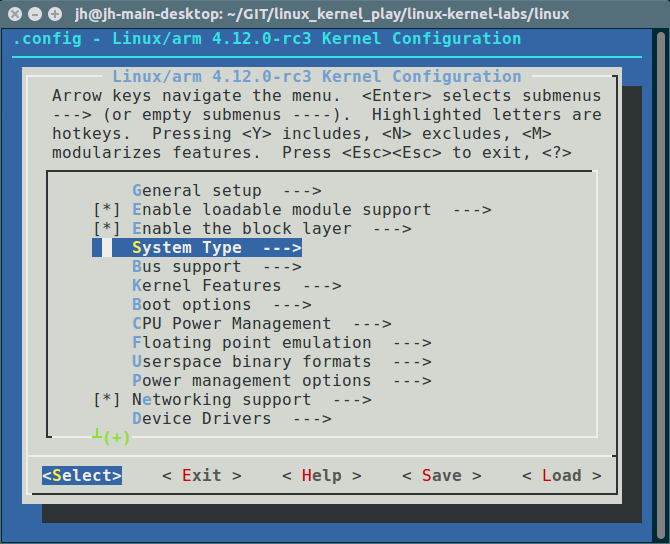 jh@jh-main-desktop: ~/GIT/linux_kernel_play/linux-kernel-labs/linux
.config - Linux/arm 4.12.0-rc3 Kernel Configuration
Linux/arm 4.12.0-rc3 Kernel Configuration
Arrow keys navigate the menu.  <Enter> selects submenus
---> (or empty submenus ----).  Highlighted letters are
hotkeys.  Pressing <Y> includes, <N> excludes, <M>
modularizes features.  Press <Esc><Esc> to exit, <?>
General setup  --->
[*] Enable loadable module support  --->
[*] Enable the block layer  --->
System Type  --->
Bus support  --->
Kernel Features  --->
Boot options  --->
CPU Power Management  --->
Floating point emulation  --->
Userspace binary formats  --->
Power management options  --->
[*] Networking support  --->
Device Drivers  --->
┴(+)
<Select>    < Exit >    < Help >    < Save >    < Load >